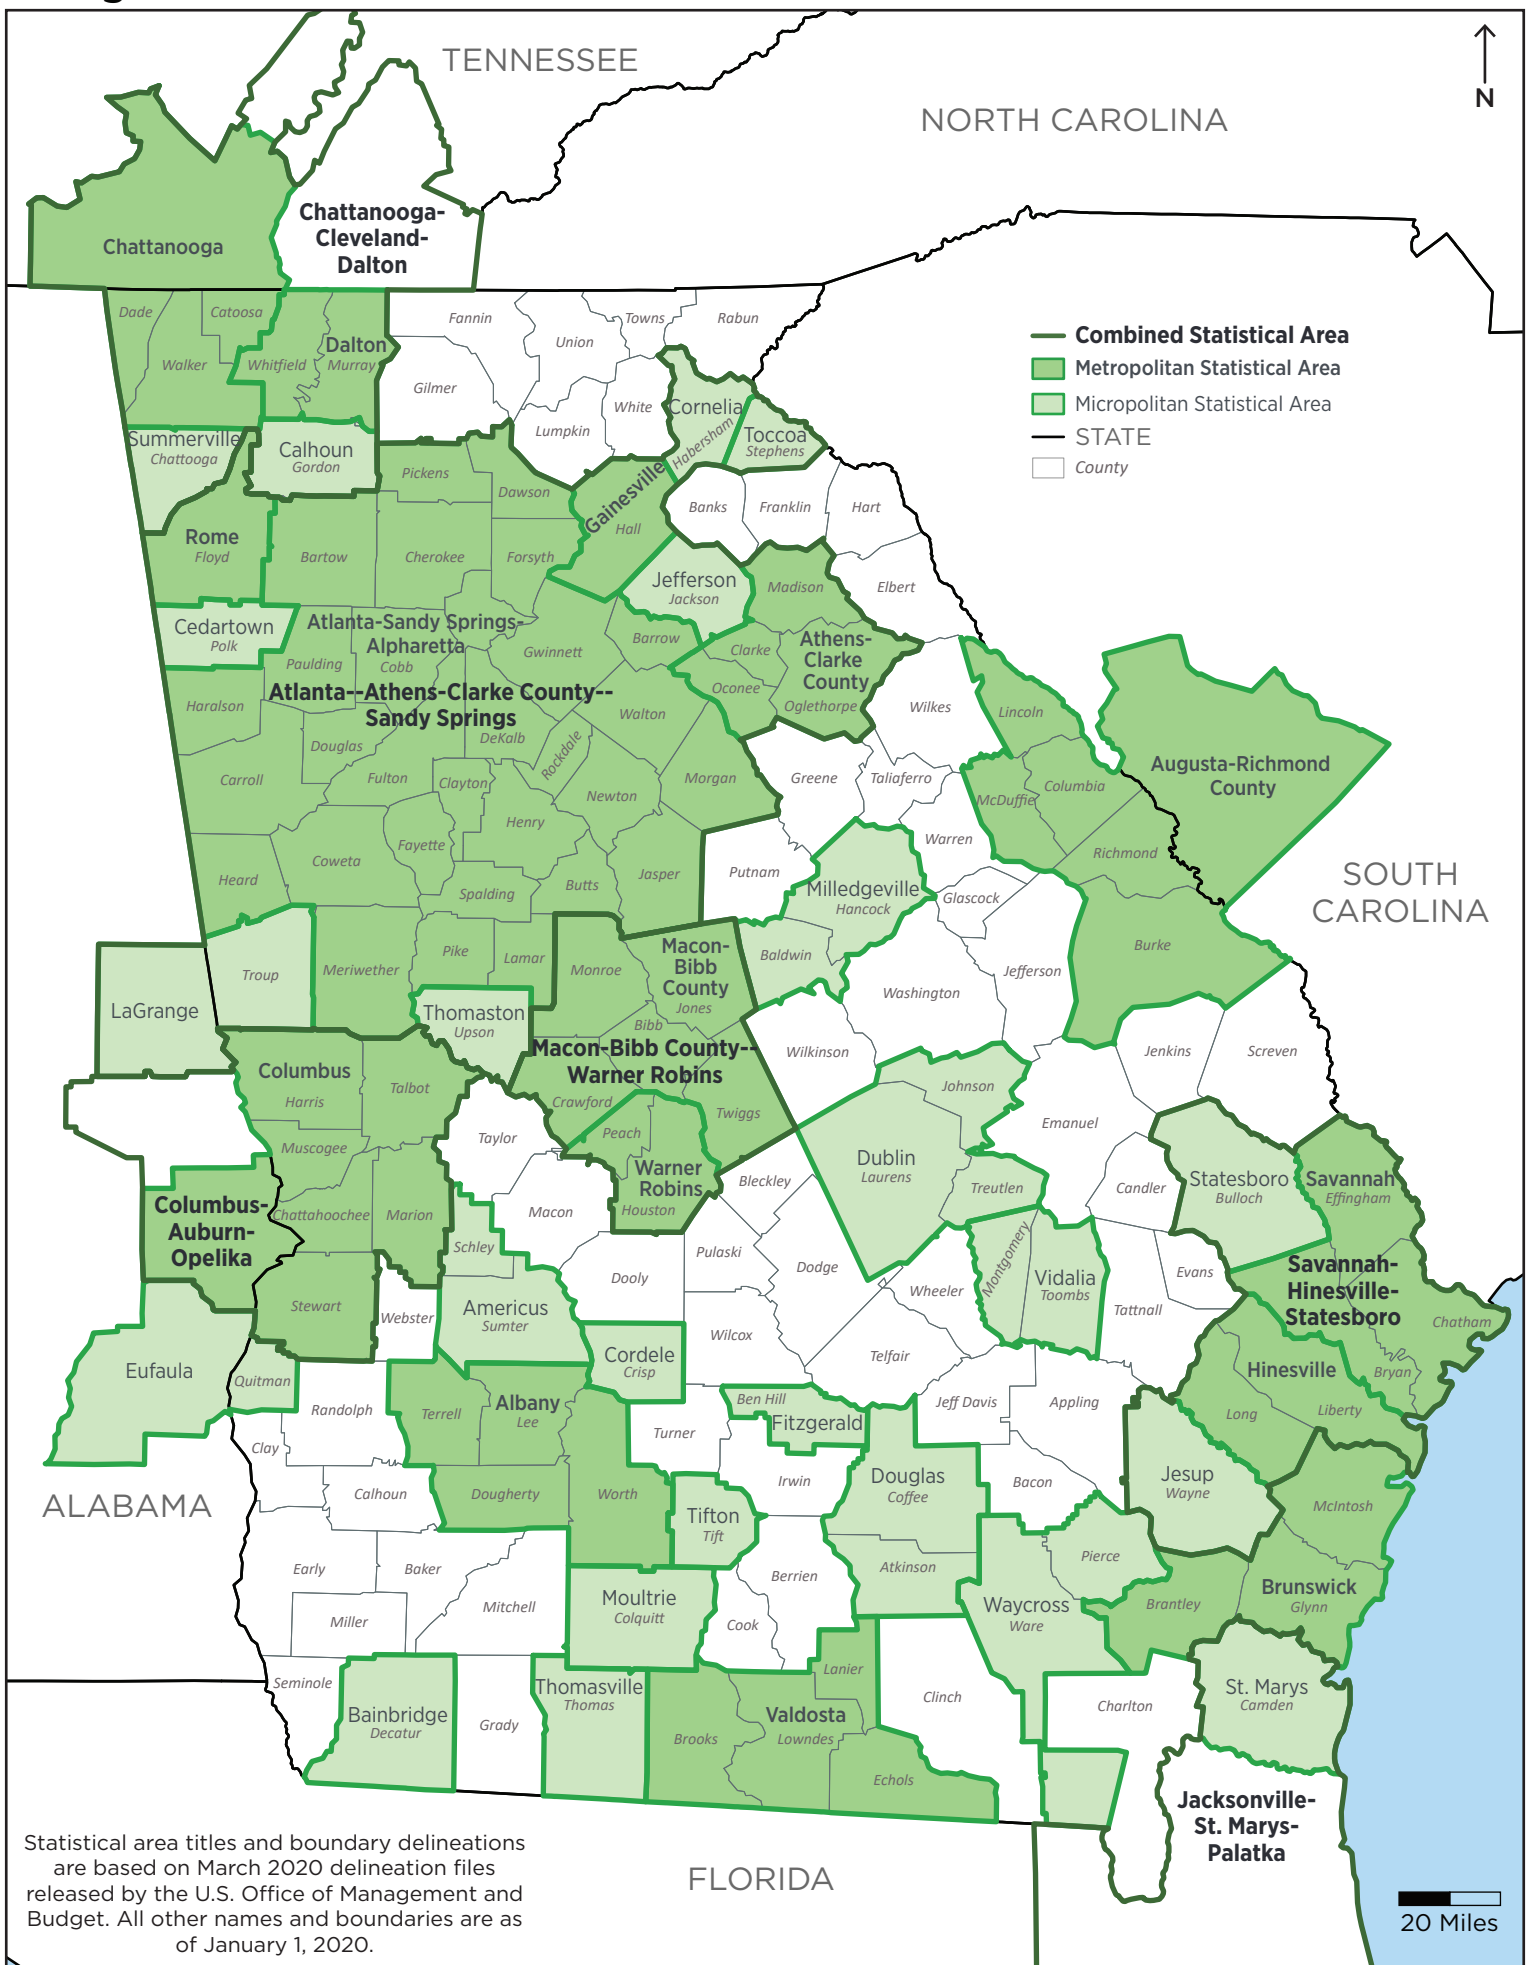 TENNESSEE
NORTH CAROLINA
N
Chattanooga-
Cleveland-
Dalton
Chattanooga
Dade
Catoosa
Walker
Whitfield
Dalton
Murray
Fannin
Union
Towns
Rabun
Gilmer
White
Lumpkin
Combined Statistical Area
Metropolitan Statistical Area
Micropolitan Statistical Area
STATE
County
Cornelia
Habersham
Toccoa
Stephens
Summerville
Chattooga
Calhoun
Gordon
Pickens
Dawson
Gainesville
Hall
Banks
Franklin
Hart
Rome
Floyd
Bartow
Cherokee
Forsyth
Jefferson
Jackson
Madison
Elbert
Cedartown
Polk
Atlanta-Sandy Springs-
Alpharetta
Paulding
Cobb
Gwinnett
Barrow
Clarke
Athens-
Clarke
County
Oconee
Oglethorpe
Atlanta--Athens-Clarke County--
Sandy Springs
Haralson
Douglas
DeKalb
Rockdale
Walton
Wilkes
Lincoln
Carroll
Fulton
Clayton
Newton
Morgan
Greene
Taliaferro
McDuffie
Columbia
Augusta-Richmond
County
Coweta
Fayette
Henry
Warren
Richmond
Heard
Spalding
Butts
Jasper
Putnam
Milledgeville
Hancock
Glascock
SOUTH
CAROLINA
Troup
Meriwether
Pike
Lamar
Monroe
Macon-
Bibb
County
Jones
Baldwin
Washington
Jefferson
Burke
LaGrange
Thomaston
Upson
Bibb
Macon-Bibb County--
Warner Robins
Wilkinson
Jenkins
Screven
Columbus
Harris
Talbot
Crawford
Twiggs
Johnson
Muscogee
Taylor
Peach
Warner
Robins
Houston
Bleckley
Dublin
Laurens
Emanuel
Treutlen
Candler
Statesboro
Bulloch
Savannah
Effingham
Columbus-
Auburn-
Opelika
Chattahoochee
Marion
Schley
Macon
Pulaski
Dooly
Dodge
Wheeler
Montgomery
Vidalia
Toombs
Tattnall
Evans
Savannah-
Hinesville-
Statesboro
Chatham
Stewart
Webster
Americus
Sumter
Eufaula
Quitman
Cordele
Crisp
Wilcox
Telfair
Hinesville
Bryan
Randolph
Terrell
Albany
Lee
Turner
Ben Hill
Fitzgerald
Jeff Davis
Appling
Long
Liberty
Clay
ALABAMA
Calhoun
Dougherty
Worth
Irwin
Douglas
Coffee
Bacon
Jesup
Wayne
McIntosh
Tifton
Tift
Early
Baker
Berrien
Atkinson
Pierce
Miller
Mitchell
Moultrie
Colquitt
Cook
Waycross
Ware
Brantley
Brunswick
Glynn
Seminole
Bainbridge
Decatur
Grady
Thomasville
Thomas
Lanier
Brooks
Valdosta
Lowndes
Echols
Clinch
Charlton
St. Marys
Camden
Jacksonville-
St. Marys-
Palatka
FLORIDA
20 Miles
Statistical area titles and boundary delineations
are based on March 2020 delineation files
released by the U.S. Office of Management and
Budget. All other names and boundaries are as
of January 1, 2020.